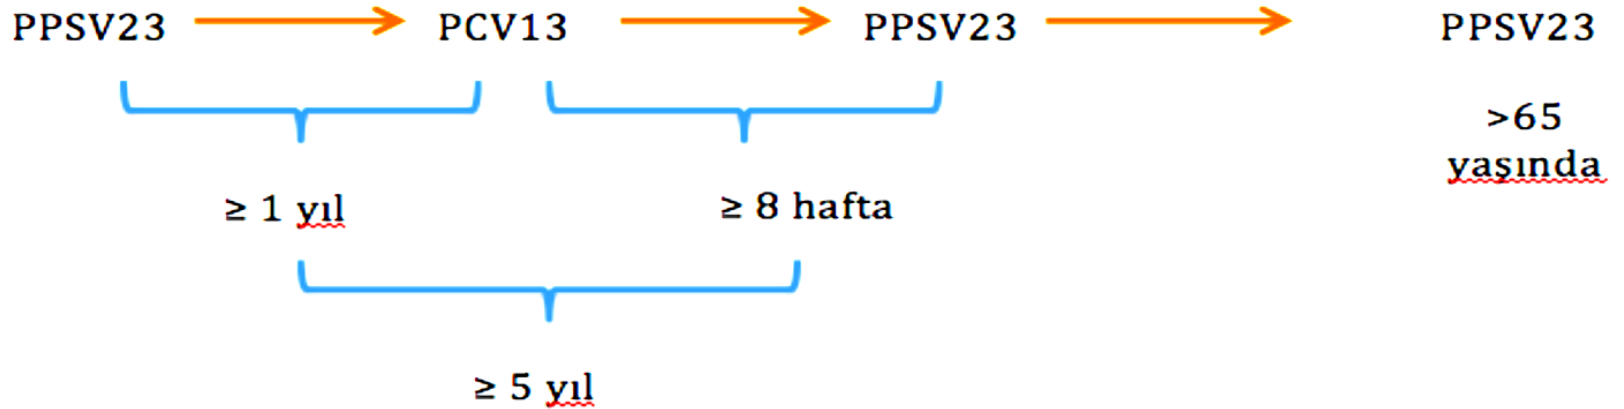 PPSV23 PCV13 PPSV23 PPSV23
>65
yaşında
≥ 1 yıl ≥ 8 hafta
≥ 5 yıl